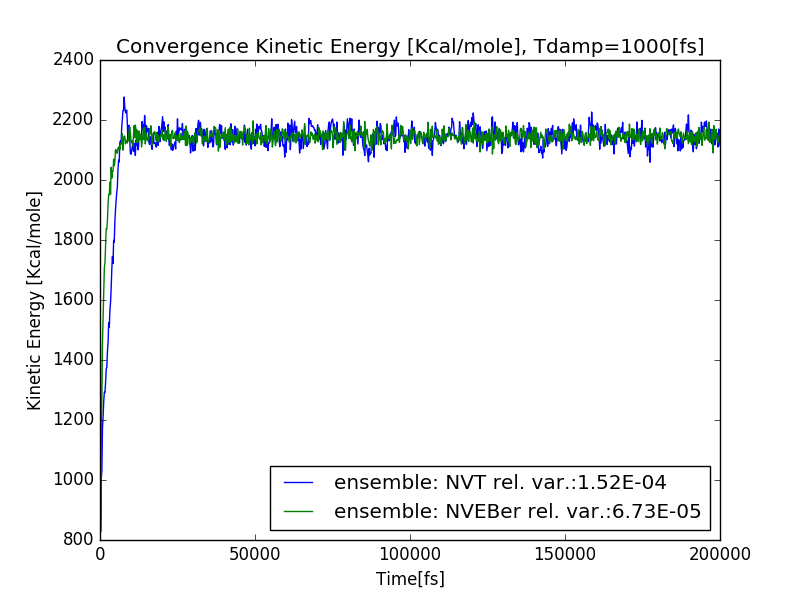 Convergence Kinetic Energy [Kcal/mole], Tdamp=1000[fs]
2400
2200
2000
1800
1600
1400
1200
1000
800
Kinetic Energy [Kcal/mole]
ensemble: NVT rel. var.:1.52E-04
ensemble: NVEBer rel. var.:6.73E-05
0 50000 100000 150000 200000
Time[fs]